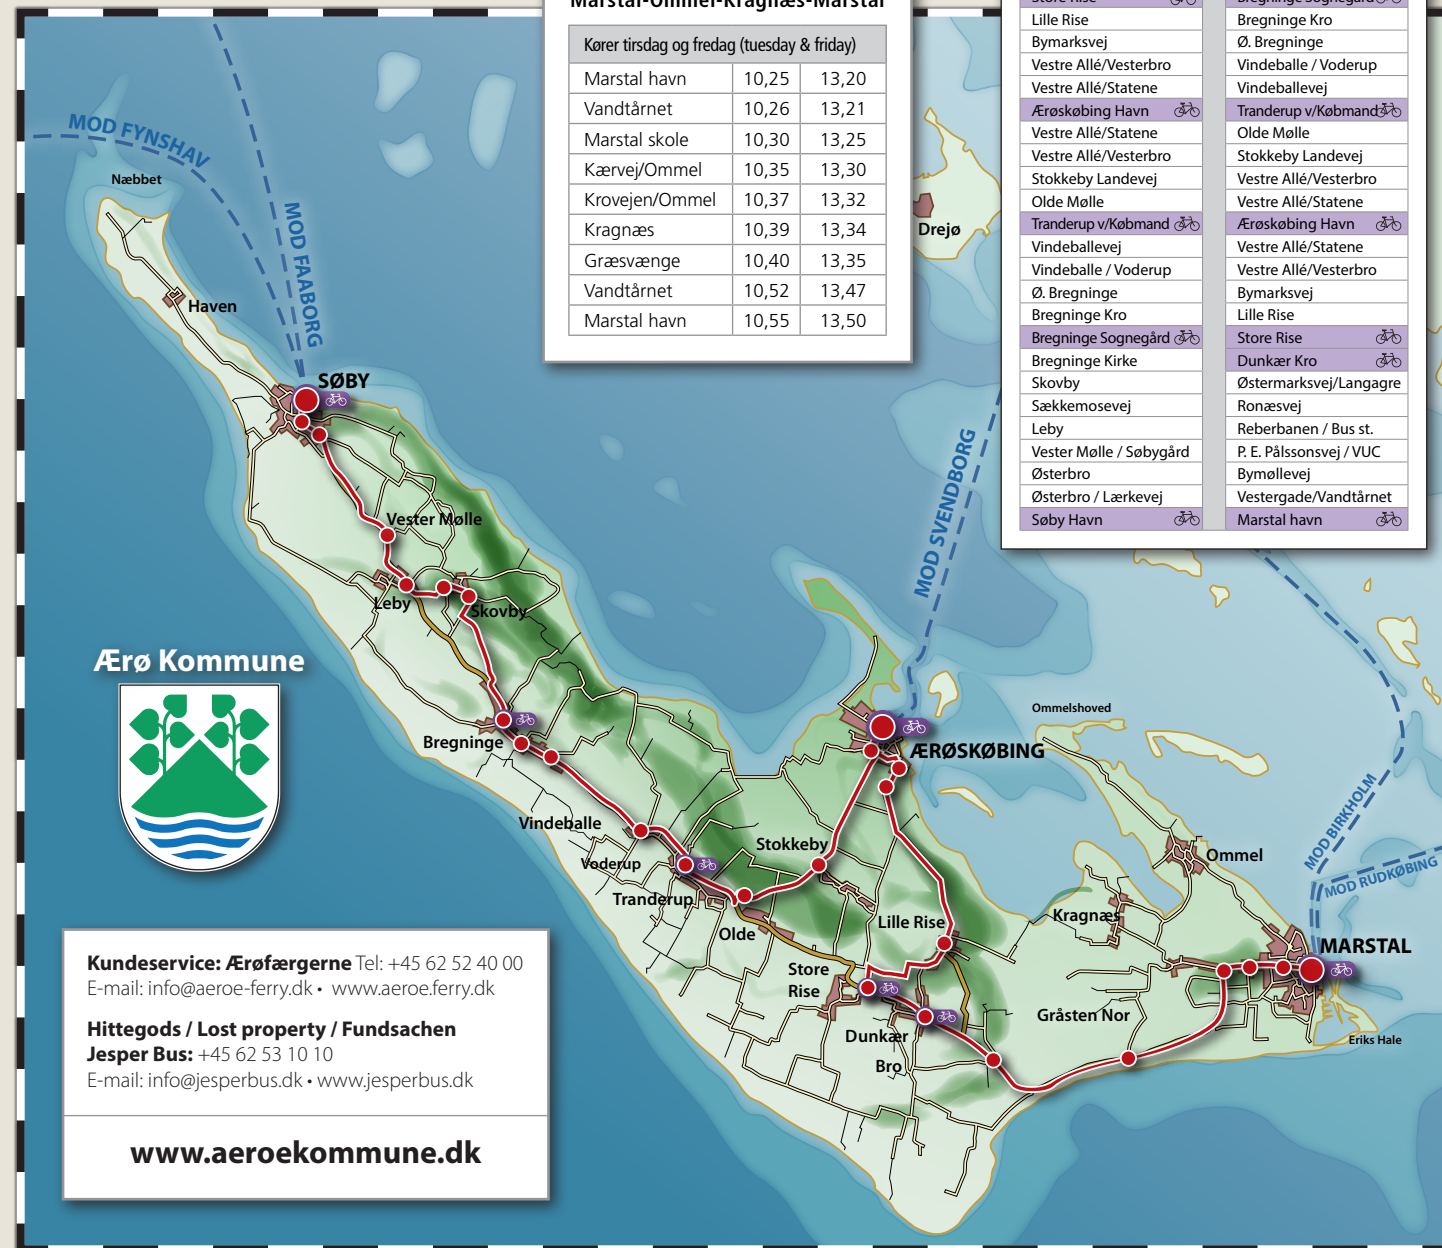 Marstal-Ommel-Kragnæs-Marstal
Kører tirsdag og fredag (tuesday & friday)
Marstal havn 10,25 13,20
Vandtårnet 10,26 13,21
Marstal skole 10,30 13,25
Kærvej/Ommel 10,35 13,30
Krovejen/Ommel 10,37 13,32
Kragnæs 10,39 13,34
Græsvænge 10,40 13,35
Vandtårnet 10,52 13,47
Marstal havn 10,55 13,50
Store Rise
Lille Rise
Bymarksvej
Vestre Allé/Vesterbro
Vestre Allé/Statene
Ærøskøbing Havn
Vestre Allé/Statene
Vestre Allé/Vesterbro
Stokkeby Landevej
Olde Mølle
Tranderup v/Købmand
Vindeballevej
Vindeballe / Voderup
Ø. Bregninge
Bregninge Kro
Bregninge Sognegård
Bregninge Kirke
Skovby
Sækkemosevej
Leby
Vester Mølle / Søbygård
Østerbro
Østerbro / Lærkevej
Søby Havn
Bregninge Sognegård
Bregninge Kro
Ø. Bregninge
Vindeballe / Voderup
Vindeballevej
Tranderup v/Købmand
Olde Mølle
Stokkeby Landevej
Vestre Allé/Vesterbro
Vestre Allé/Statene
Ærøskøbing Havn
Vestre Allé/Statene
Vestre Allé/Vesterbro
Bymarksvej
Lille Rise
Store Rise
Dunkær Kro
Østermarksvej/Langagre
Ronæsvej
Reberbanen / Bus st.
P. E. Pålssonsvej / VUC
Bymøllevej
Vestergade/Vandtårnet
Marstal havn
MOD FYNSHAV
MOD FAABORG
Næbbet
Haven
SØBY
Drejø
MOD SVENDBORG
Vester Mølle
Leby
Skovby
Ærø Kommune
Bregninge
Ommelshoved
ÆRØSKØBING
MOD BIRKHOLM
MOD RUDKØBING
Vindeballe
Voderup
Stokkeby
Tranderup
Olde
Ommel
Kragnæs
Lille Rise
MARSTAL
Store
Rise
Gråsten Nor
Dunkær
Bro
Eriks Hale
Kundeservice: Ærøfærgerne Tel: +45 62 52 40 00
E-mail: info@aeroe-ferry.dk • www.aeroe.ferry.dk
Hittegods / Lost property / Fundsachen
Jesper Bus: +45 62 53 10 10
E-mail: info@jesperbus.dk • www.jesperbus.dk
www.aeroekommune.dk